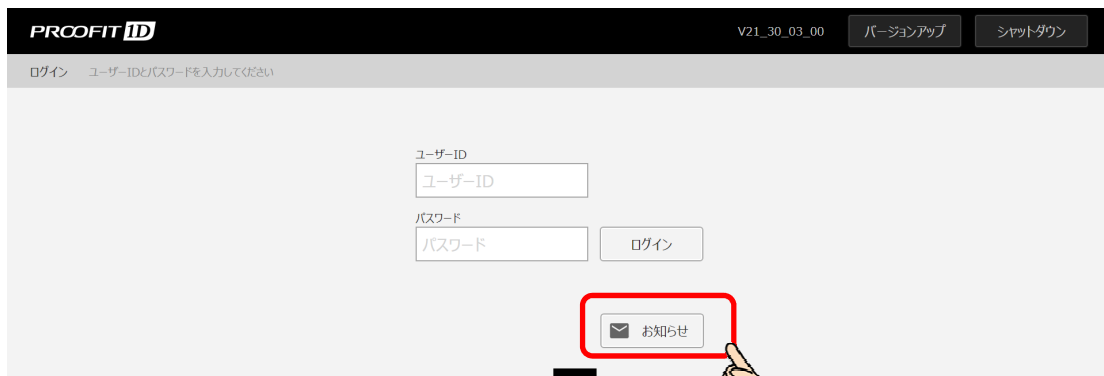 PROOFIT 1D
V21_30_03_00
バージョンアップ
シャットダウン
ログイン ユーザーIDとパスワードを入力してください
ユーザーID
ユーザーID
パスワード
パスワード
ログイン
お知らせ